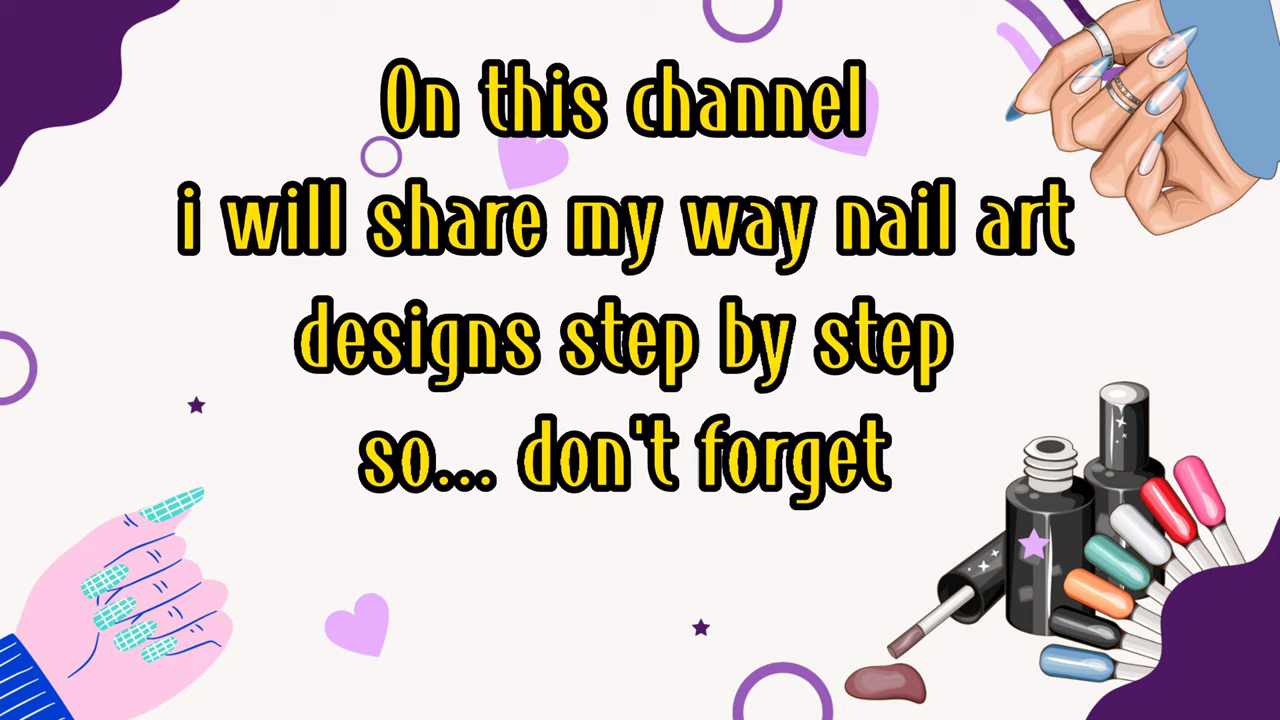 On this channel
i will share my way nail art
designs step by step
so... don't forget